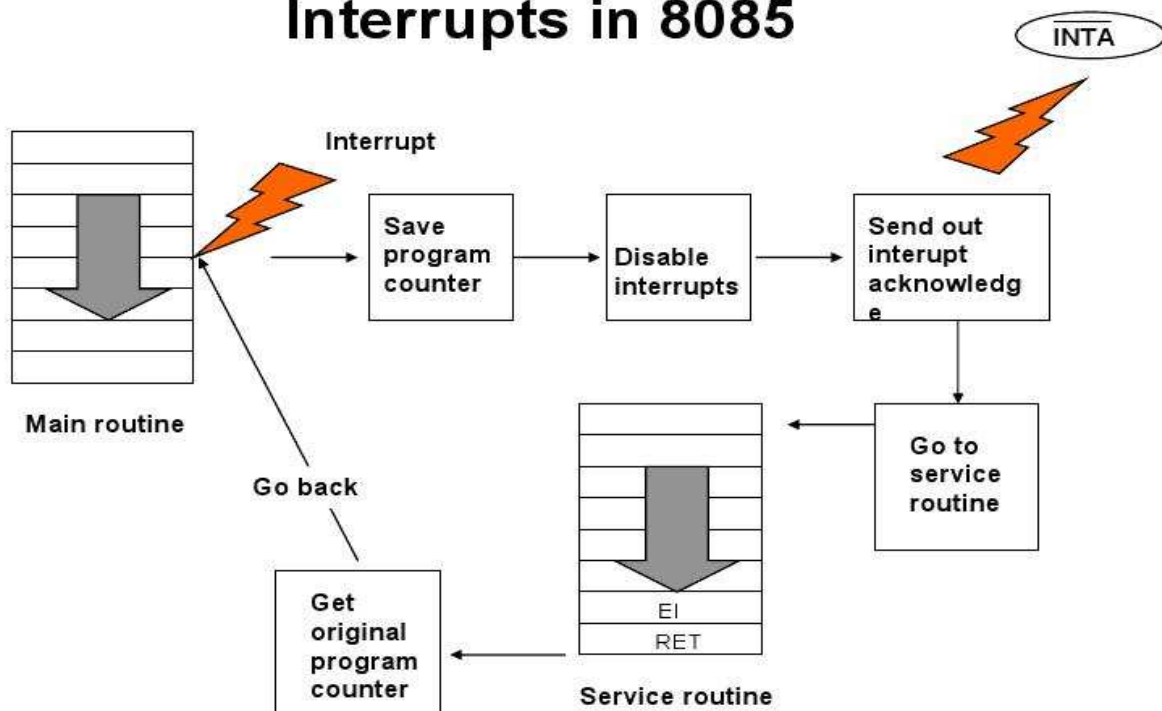 Interrupts in 8085
INTA
Interrupt
Save
program
counter
Disable
interrupts
Send out
interupt
acknowledg
e
Main routine
Go to
service
routine
Go back
EI
RET
Get
original
program
counter
Service routine